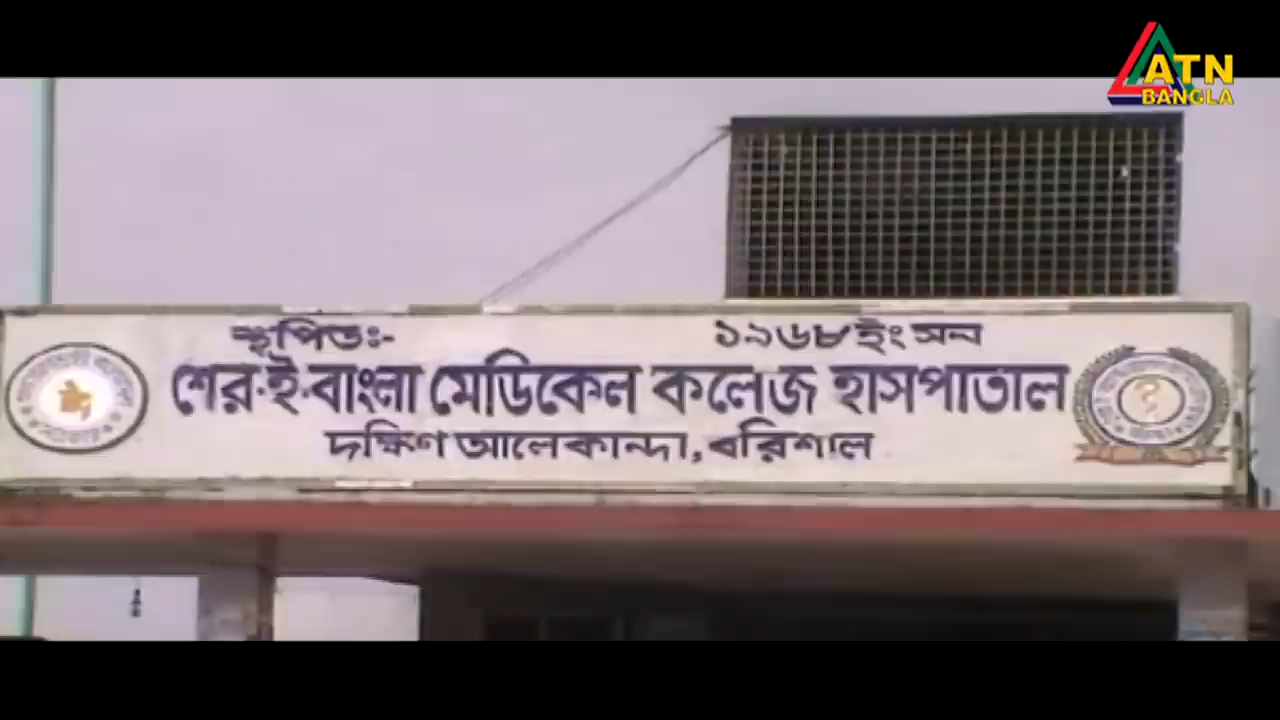 ATN
BANGLA
স্থাপিতঃ- ১৯৬৮ইং সন
শের-ই-বাংলা মেডিকেল কলেজ হাসপাতাল
দক্ষিণ আলেকান্দা, বরিশাল